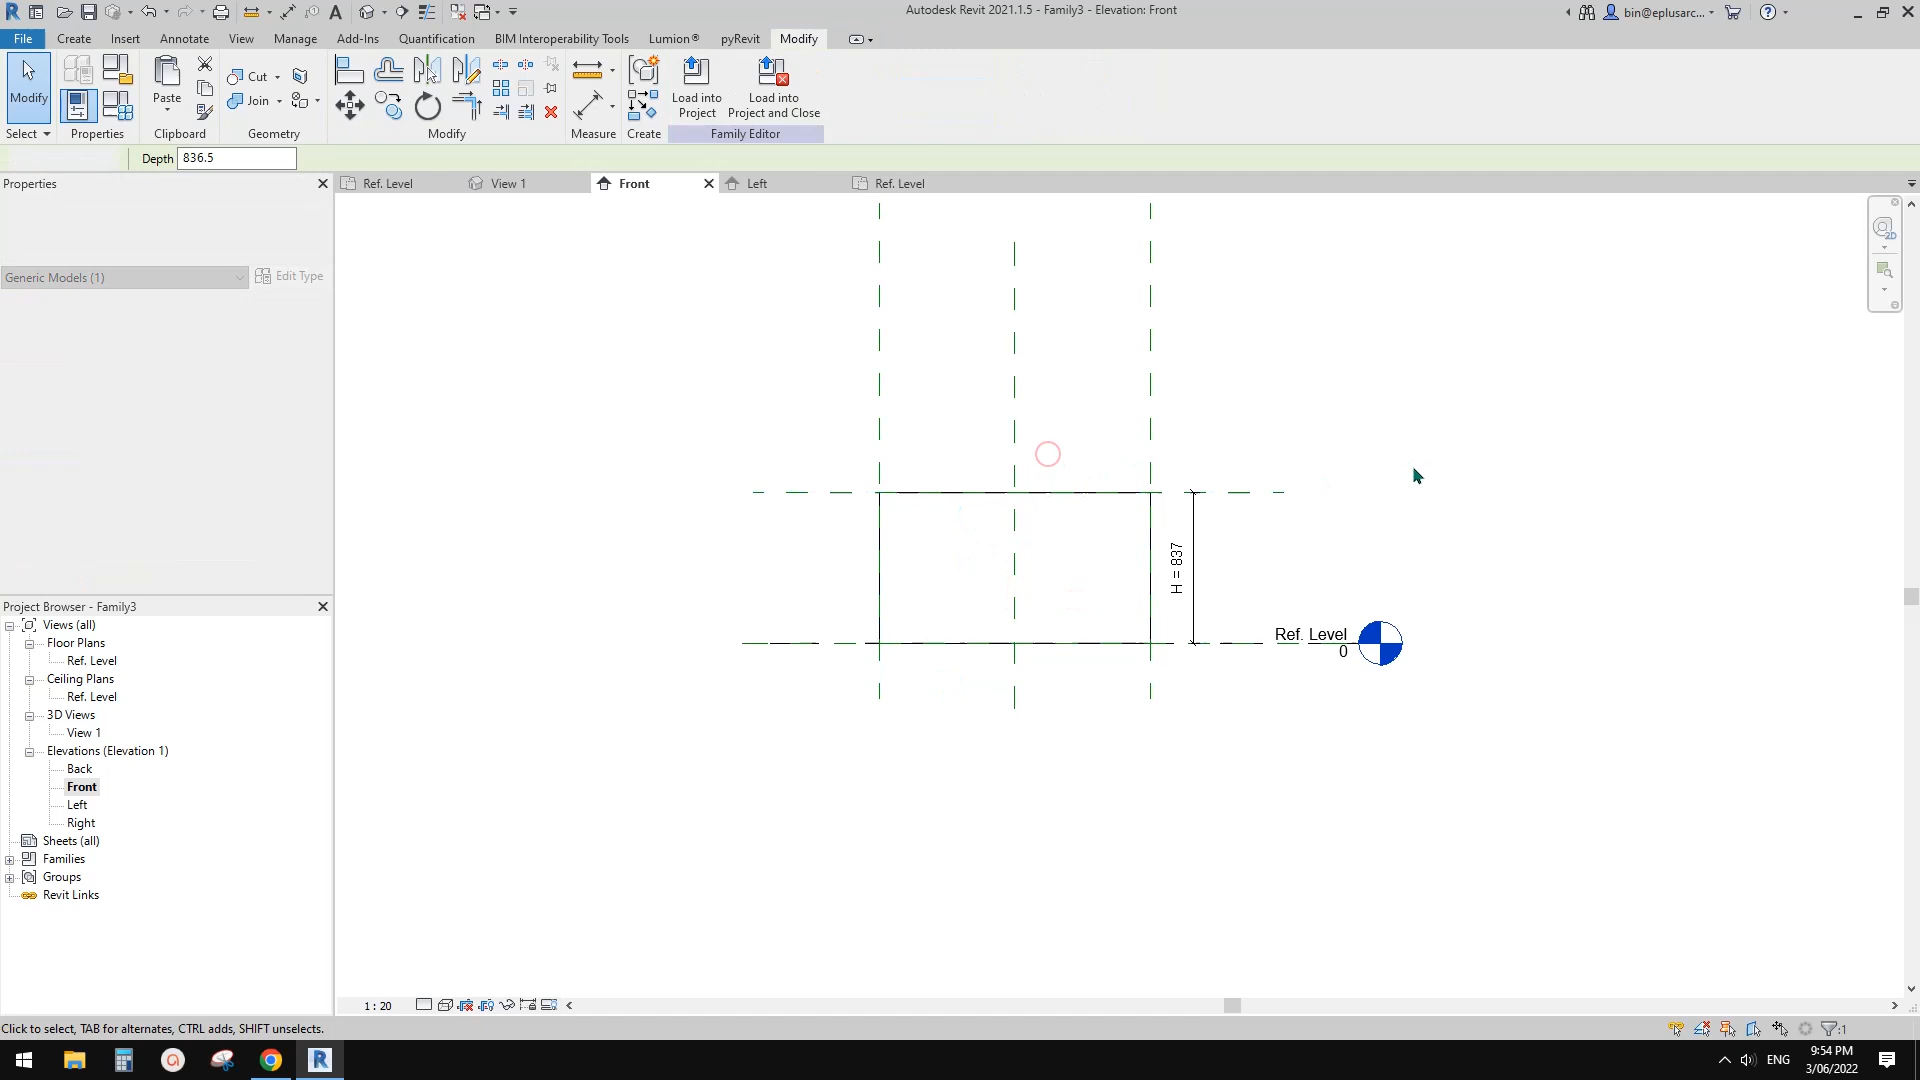 Autodesk Revit 2021.1.5 - Family3 - Elevation: Front
bin@eplusarc...
File Create Insert Annotate View Manage Add-Ins Quantification BIM Interoperability Tools Lumion® pyRevit Modify
Modify
Paste
Cut
Join
Load into
Project
Load into
Project and Close
Select Properties Clipboard Geometry Modify Measure Create Family Editor
Depth 836.5
Properties
Ref. Level View 1 Front Left Ref. Level
2D
Generic Models (1)
Edit Type
H = 837
Ref. Level
0
Project Browser - Family3
Views (all)
Floor Plans
Ref. Level
Ceiling Plans
Ref. Level
3D Views
View 1
Elevations (Elevation 1)
Back
Front
Left
Right
Sheets (all)
Families
Groups
Revit Links
1 : 20
Click to select, TAB for alternates, CTRL adds, SHIFT unselects.
:1
ENG
9:54 PM
3/06/2022